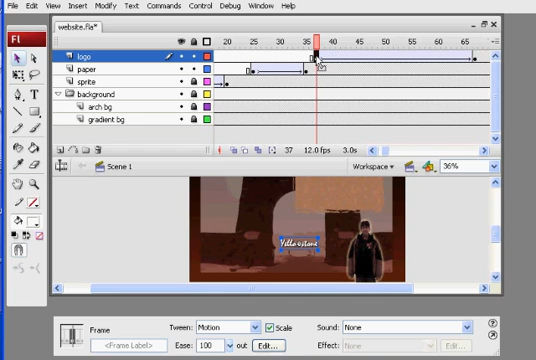 File Edit View Insert Modify Text Commands Control Debug Window Help
Fl
website.fla*
20 25 30 35 40 45 50 55 60 65
logo
paper
sprite
background
arch bg
gradient bg
37 12.0 fps 3.0s
Scene 1
Workspace
36%
Yellowstone
Frame
<Frame Label>
Tween: Motion
Scale
Ease: 100 out Edit...
Sound: None
Effect: None
Edit...